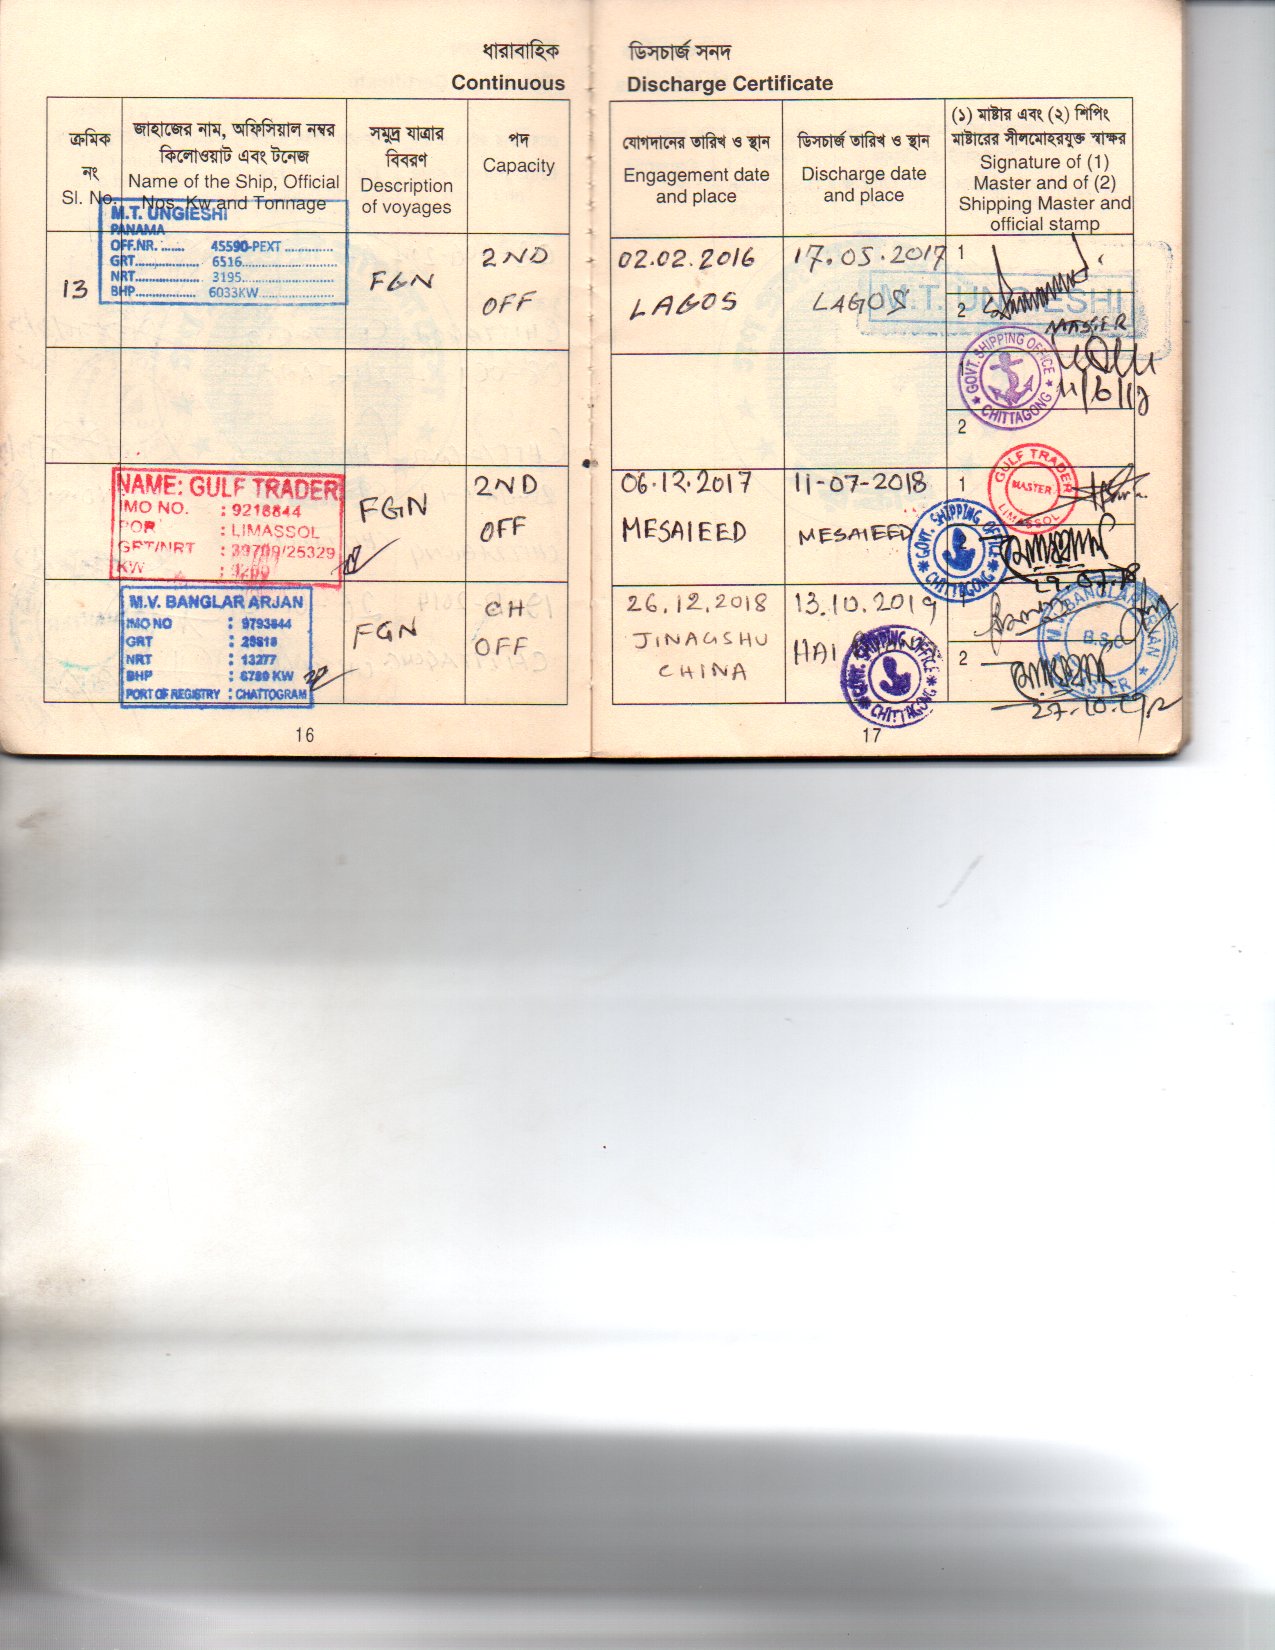 ধারাবাহিক
Continuous
ক্রমিক
নং
Sl. No.
জাহাজের নাম, অফিসিয়াল নম্বর
কিলোওয়াট এবং টনেজ
Name of the Ship, Official
Nos. Kw and Tonnage
সমুদ্র যাত্রার
বিবরণ
Description
of voyages
পদ
Capacity
13
M.T. UNGIESHI
PANAMA
OFF.NR. ....... 45590-PEXT .............
GRT.................... 6516..........................
NRT.................... 3195..........................
BHP................... 6033KW......................
FGN
2ND
OFF
NAME: GULF TRADER
IMO NO. : 9218844
POR : LIMASSOL
GRT/NRT : 39709/25329
KW
FGN
2ND
OFF
M.V. BANGLAR ARJAN
IMO NO : 9793844
GRT : 25818
NRT : 13277
BHP : 6789 KW
PORT OF REGISTRY : CHATTOGRAM
FGN
CH
OFF
16
ডিসচার্জ সনদ
Discharge Certificate
যোগদানের তারিখ ও স্থান
Engagement date
and place
ডিসচার্জ তারিখ ও স্থান
Discharge date
and place
(১) মাষ্টার এবং (২) শিপিং
মাষ্টারের সীলমোহরযুক্ত স্বাক্ষর
Signature of (1)
Master and of (2)
Shipping Master and
official stamp
02.02.2016
LAGOS
17.05.2017
LAGOS
1
2
M.T. UNGIESHI
MASTER
1
2
GOVT. SHIPPING OFFICE
CHITTAGONG
06.12.2017
MESAIEED
11-07-2018
MESAIEED
1
GULF TRADER
MASTER
LIMASSOL
GOVT. SHIPPING OFFICE
CHITTAGONG
2
29.07.18
26.12.2018
JINAGSHU
CHINA
13.10.2019
HAI
1
2
GOVT. SHIPPING OFFICE
CHITTAGONG
M.V. BANGLAR ARJAN
B.S.C
MASTER
27.10.19
17